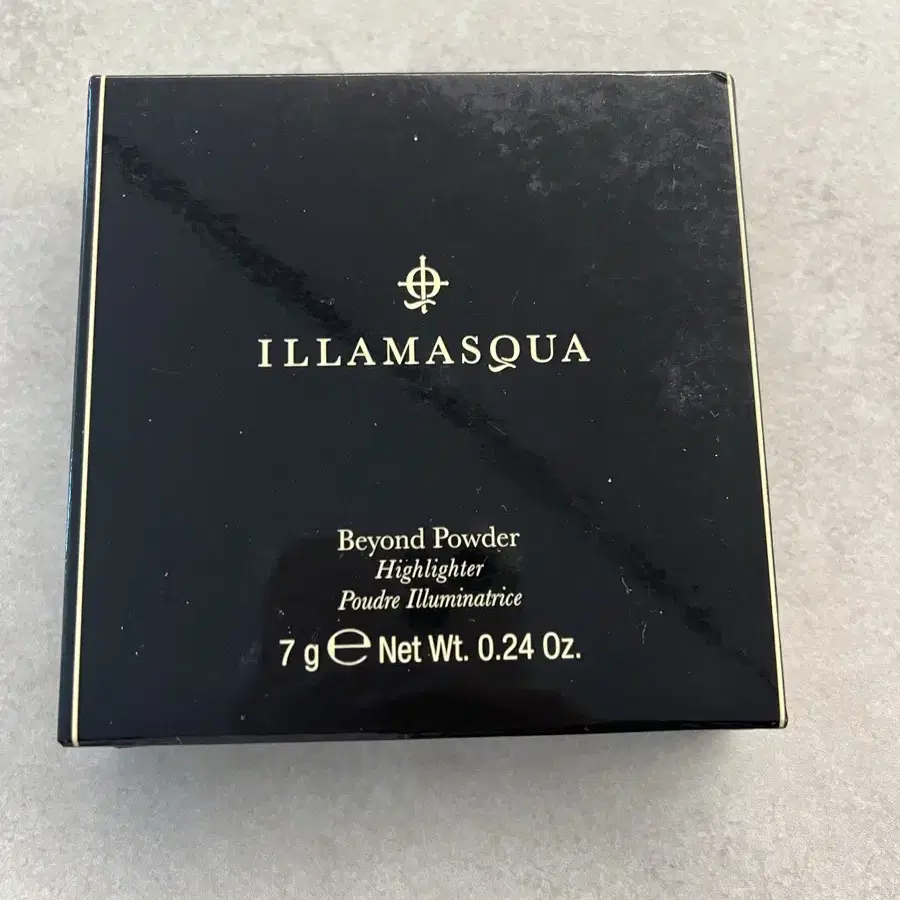 ILLAMASQUA
Beyond Powder
Highlighter
Poudre Illuminatrice
7 g ℮ Net Wt. 0.24 Oz.